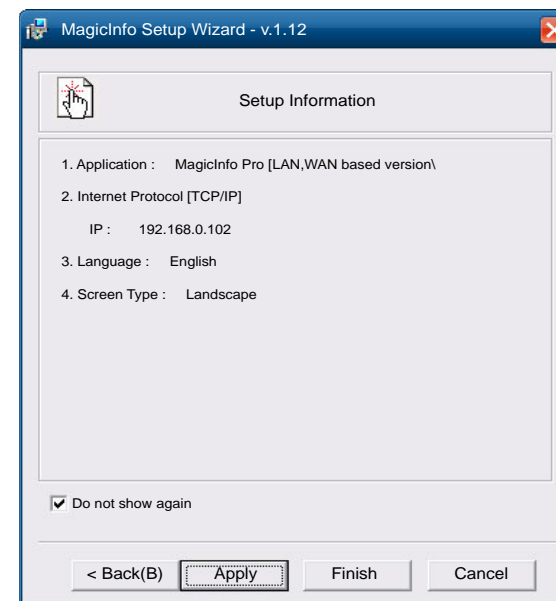 MagicInfo Setup Wizard - v.1.12
Setup Information
1. Application : MagicInfo Pro [LAN,WAN based version\
2. Internet Protocol [TCP/IP]
IP : 192.168.0.102
3. Language : English
4. Screen Type : Landscape
Do not show again
< Back(B) Apply Finish Cancel